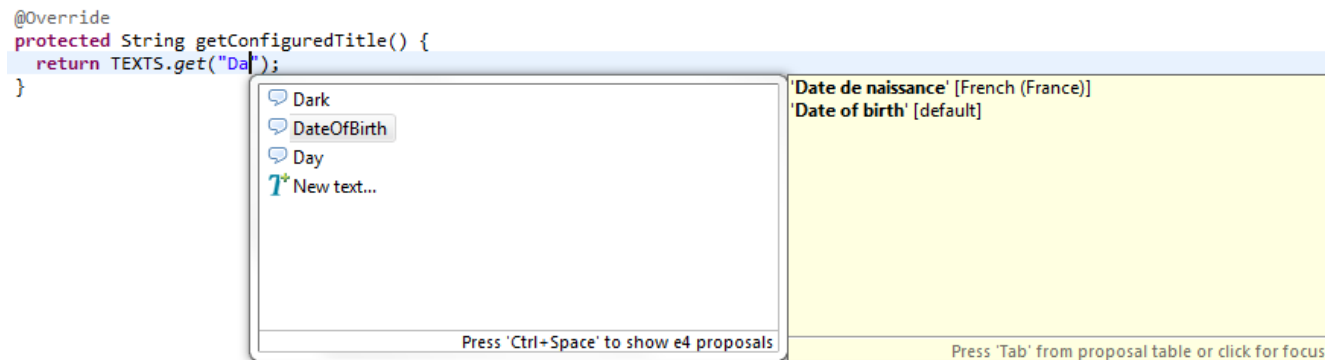 @Override
protected String getConfiguredTitle() {
return TEXTS.get("Da");
}
Dark
DateOfBirth
Day
New text...
Press 'Ctrl+Space' to show e4 proposals
'Date de naissance' [French (France)]
'Date of birth' [default]
Press 'Tab' from proposal table or click for focus